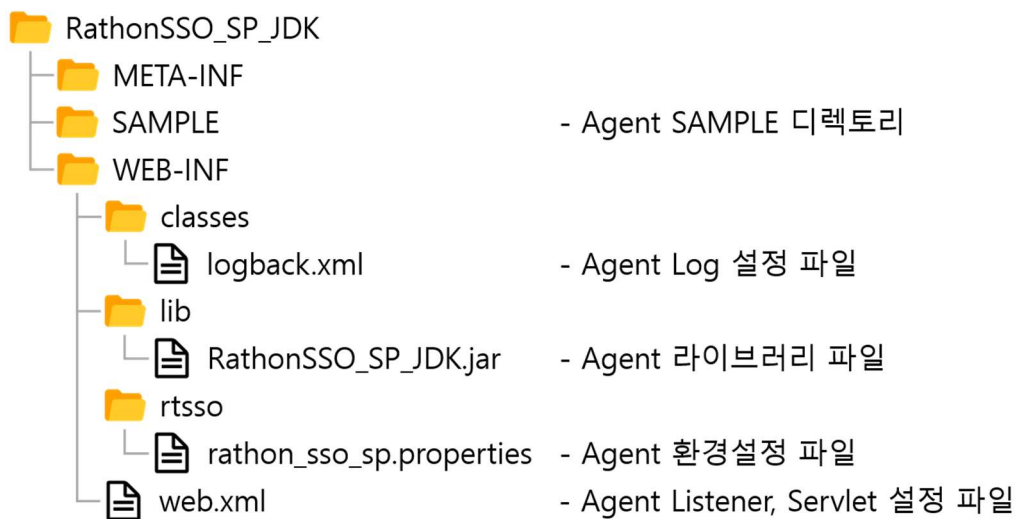 RathonSSO_SP_JDK
META-INF
SAMPLE - Agent SAMPLE 디렉토리
WEB-INF
classes
logback.xml - Agent Log 설정 파일
lib
RathonSSO_SP_JDK.jar - Agent 라이브러리 파일
rtsso
rathon_sso_sp.properties - Agent 환경설정 파일
web.xml - Agent Listener, Servlet 설정 파일